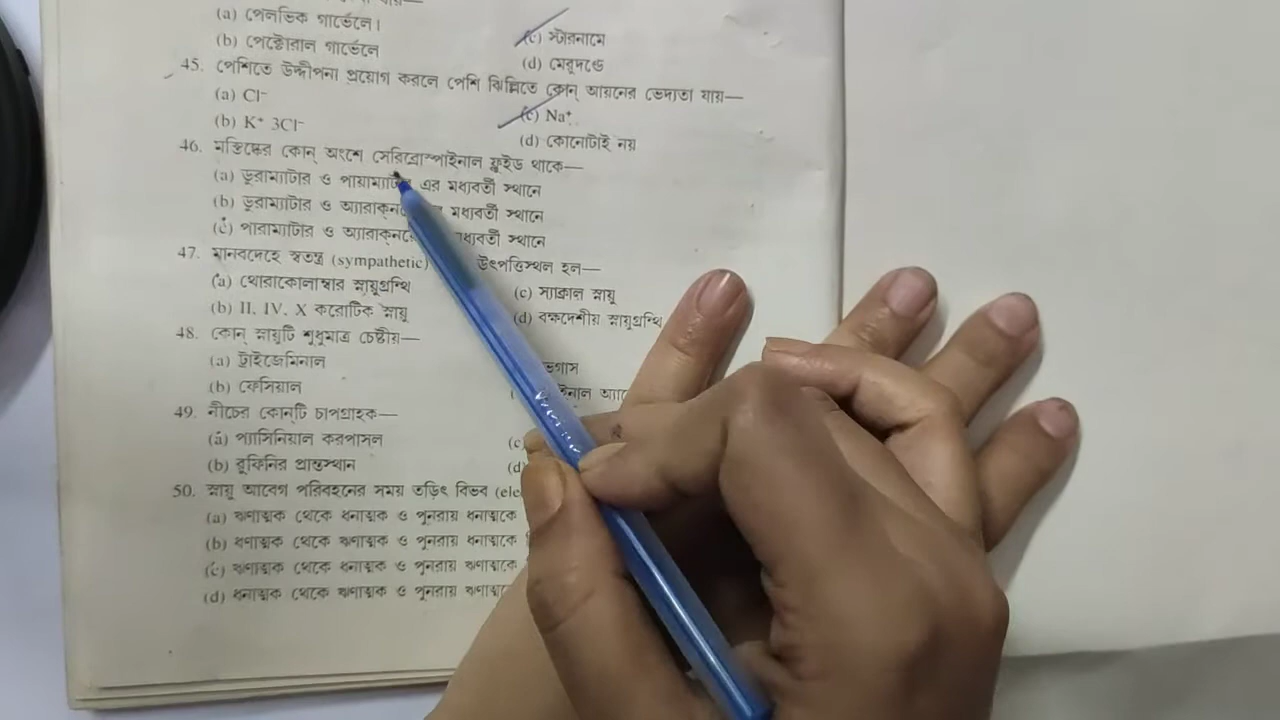 (a) পেলভিক গার্ডেলে।
(b) পেক্টোরাল গার্ডেলে
(c) স্টারনামে
(d) মেরুদণ্ডে
45. পেশিতে উদ্দীপনা প্রয়োগ করলে পেশি ঝিল্লিতে কোন্ আয়নের ভেদ্যতা যায়—
(a) Cl⁻
(b) K⁺ 3Cl⁻
(c) Na⁺
(d) কোনোটাই নয়
46. মস্তিষ্কের কোন্ অংশে সেরিব্রোস্পাইনাল ফ্লুইড থাকে—
(a) ডুরাম্যাটার ও পায়াম্যাটার এর মধ্যবর্তী স্থানে
(b) ডুরাম্যাটার ও মধ্যবর্তী স্থানে
(c) পারাম্যাটার ও মধ্যবর্তী স্থানে
47. মানবদেহে স্বতন্ত্র (sympathetic) উৎপত্তিস্থল হল—
(a) থোরাকোলাম্বার স্নায়ুগ্রন্থি
(b) II, IV, X করোটিক স্নায়ু
(c) স্যাক্রাল স্নায়ু
(d) বক্ষদেশীয় স্নায়ুগ্রন্থি
48. কোন্ স্নায়ুটি শুধুমাত্র চেষ্টীয়—
(a) ট্রাইজেমিনাল
(b) ফেসিয়াল
ভেগাস
49. নীচের কোন্‌টি চাপগ্রাহক—
(a) প্যাসিনিয়াল করপাসল
(b) রুফিনির প্রান্তস্থান
(c)
(d)
50. স্নায়ু আবেগ পরিবহনের সময় তড়িৎ বিভব (ele
(a) ঋণাত্মক থেকে ধনাত্মক ও পুনরায় ধনাত্মকে
(b) ধণাত্মক থেকে ঋণাত্মক ও পুনরায় ধনাত্মকে
(c) ঋণাত্মক থেকে ধনাত্মক ও পুনরায় ঋণাত্মকে
(d) ধনাত্মক থেকে ঋণাত্মক ও পুনরায়